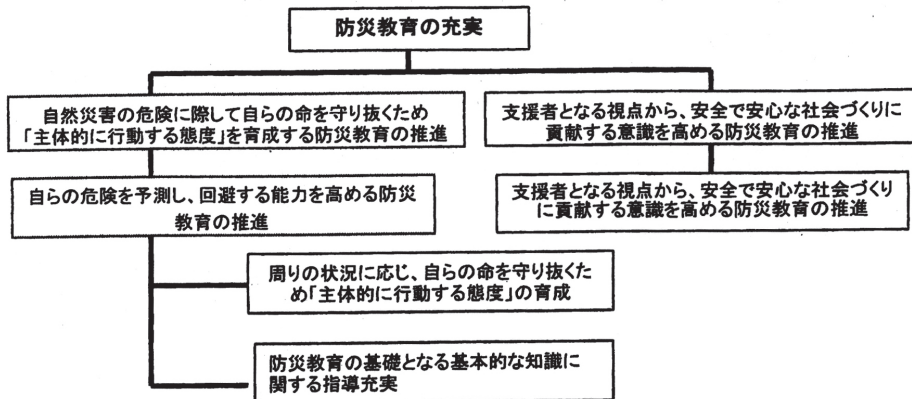 防災教育の充実
自然災害の危険に際して自らの命を守り抜くため
「主体的に行動する態度」を育成する防災教育の推進
支援者となる視点から、安全で安心な社会づくりに
貢献する意識を高める防災教育の推進
自らの危険を予測し、回避する能力を高める防災
教育の推進
支援者となる視点から、安全で安心な社会づくり
に貢献する意識を高める防災教育の推進
周りの状況に応じ、自らの命を守り抜くた
め「主体的に行動する態度」の育成
防災教育の基礎となる基本的な知識に
関する指導充実